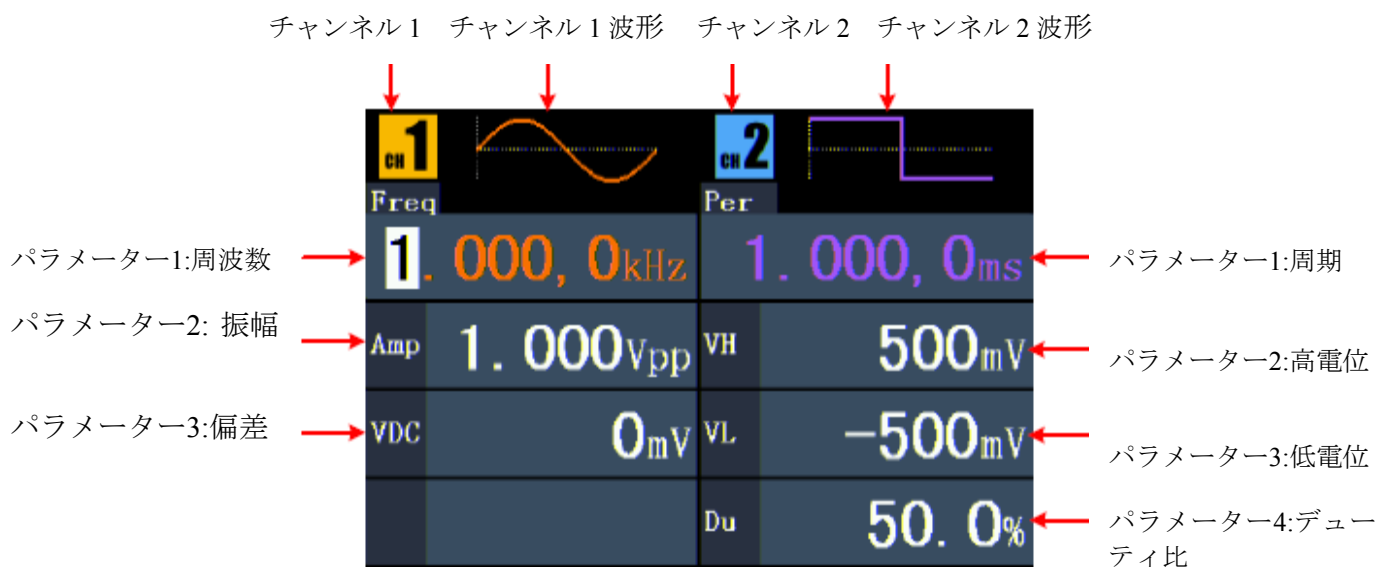 チャンネル 1 チャンネル 1 波形 チャンネル 2 チャンネル 2 波形
CH 1
CH 2
Freq
Per
パラメーター1:周波数
1.000,0kHz
1.000,0ms
パラメーター1:周期
パラメーター2: 振幅
Amp
1.000Vpp
VH
500mV
パラメーター2:高電位
パラメーター3:偏差
VDC
0mV
VL
-500mV
パラメーター3:低電位
Du
50.0%
パラメーター4:デュー
ティ比